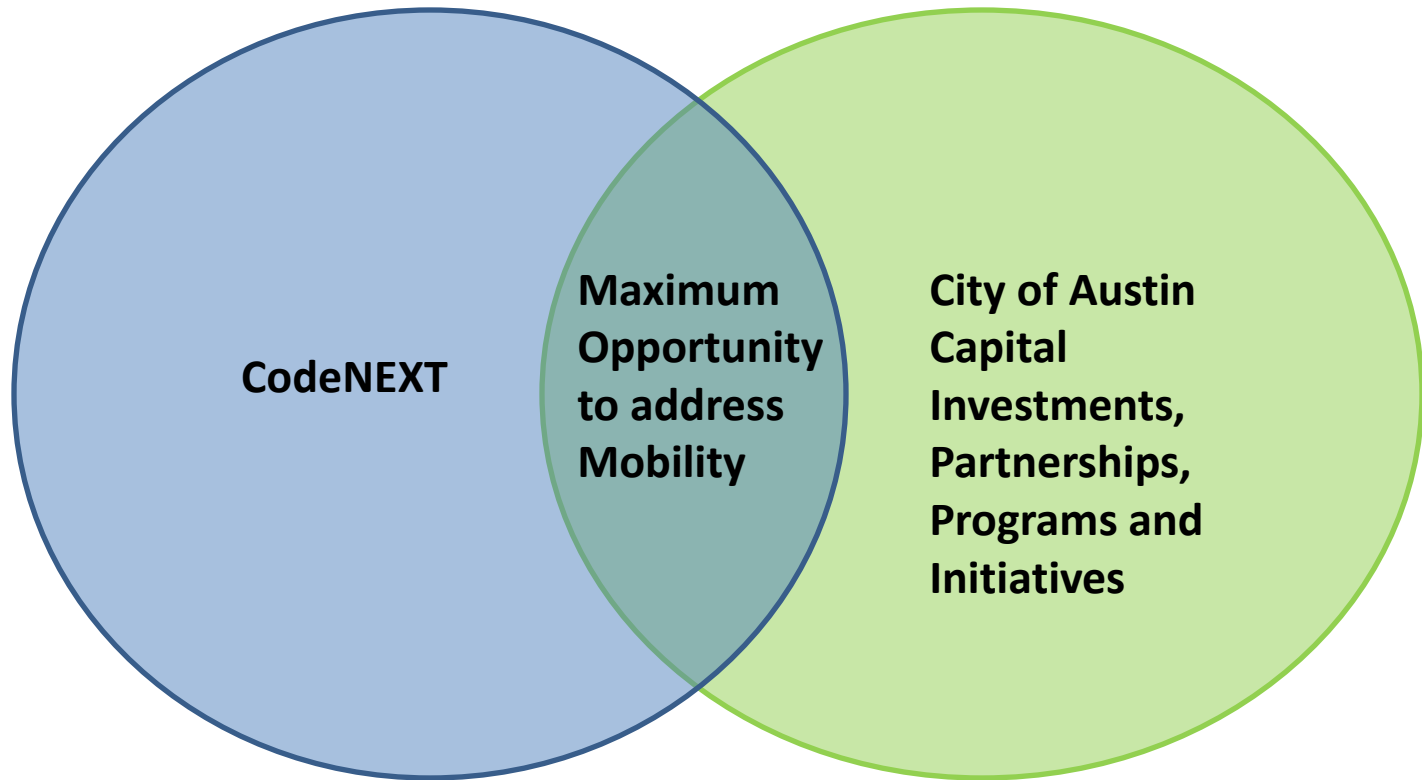 CodeNEXT
Maximum
Opportunity
to address
Mobility
City of Austin
Capital
Investments,
Partnerships,
Programs and
Initiatives